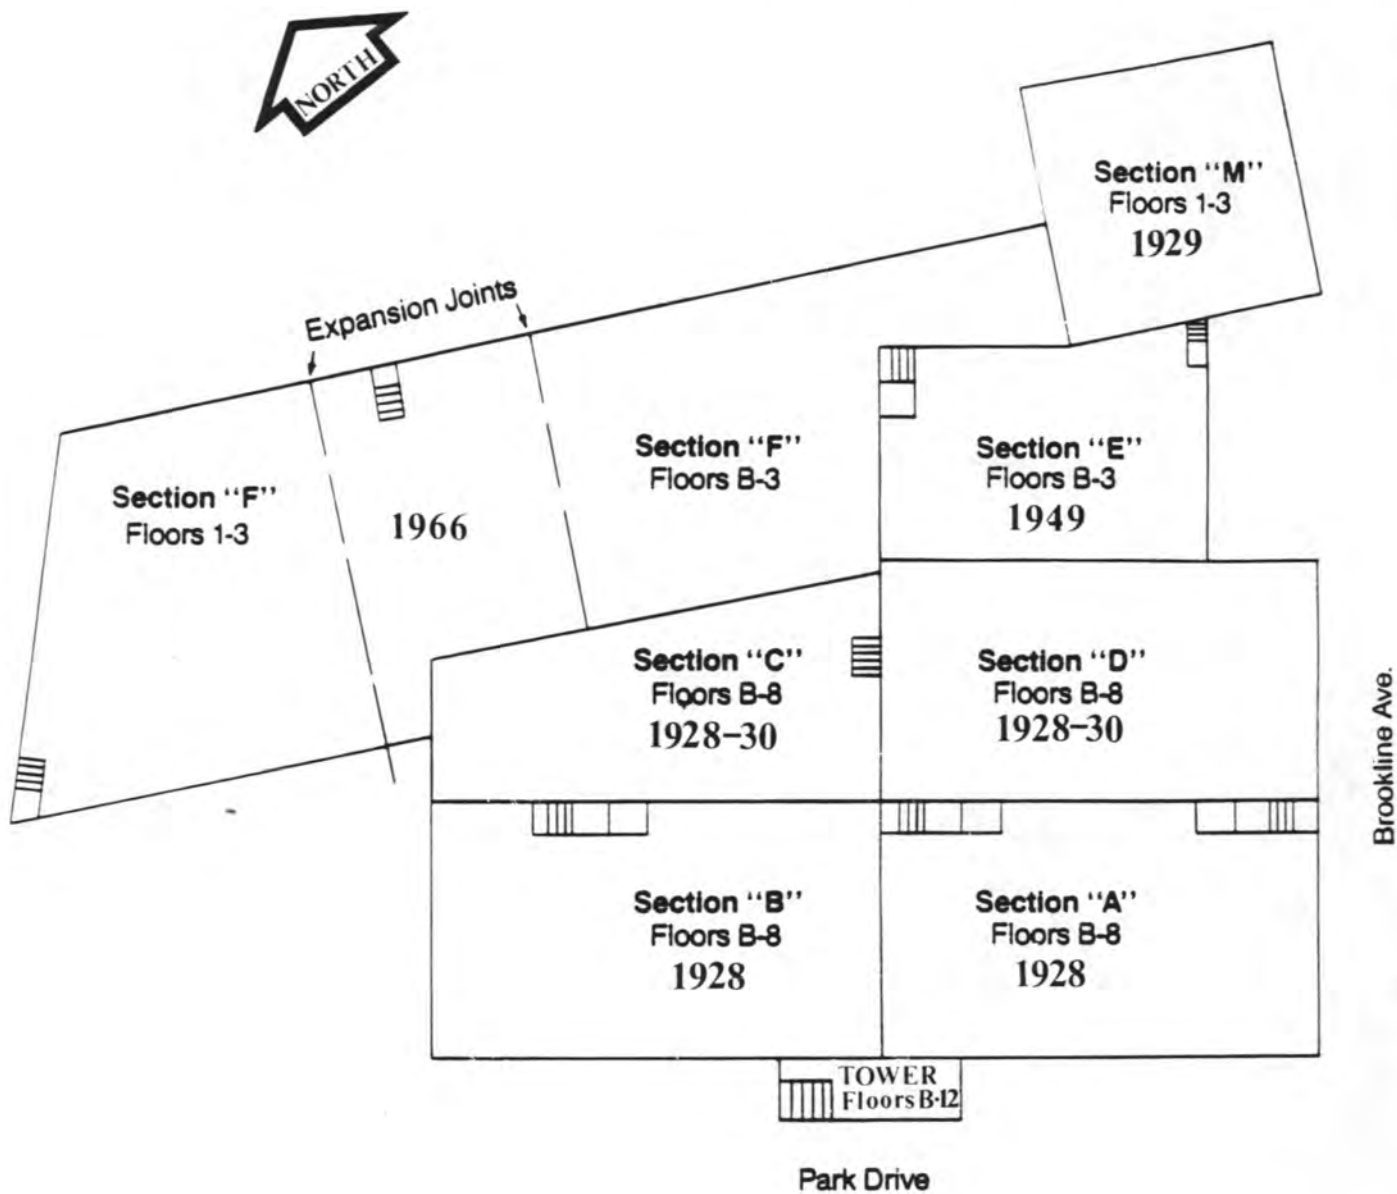 NORTH
Section "M"
Floors 1-3
1929
Expansion Joints
Section "F"
Floors B-3
Section "E"
Floors B-3
1949
Section "F"
Floors 1-3
1966
Section "C"
Floors B-8
1928-30
Section "D"
Floors B-8
1928-30
Brookline Ave.
Section "B"
Floors B-8
1928
Section "A"
Floors B-8
1928
TOWER
Floors B-12
Park Drive